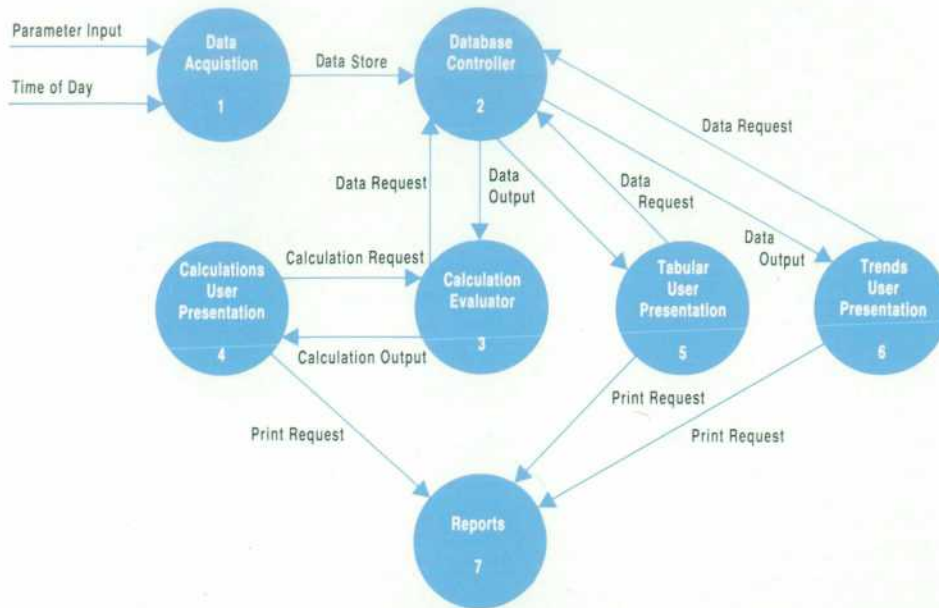 Parameter Input
Time of Day
Data
Acquistion
1
Data Store
Database
Controller
2
Data Request
Data Request
Data
Output
Data
Request
Data
Output
Calculations
User
Presentation
4
Calculation Request
Calculation Output
Calculation
Evaluator
3
Tabular
User
Presentation
5
Trends
User
Presentation
6
Print Request
Print Request
Print Request
Reports
7